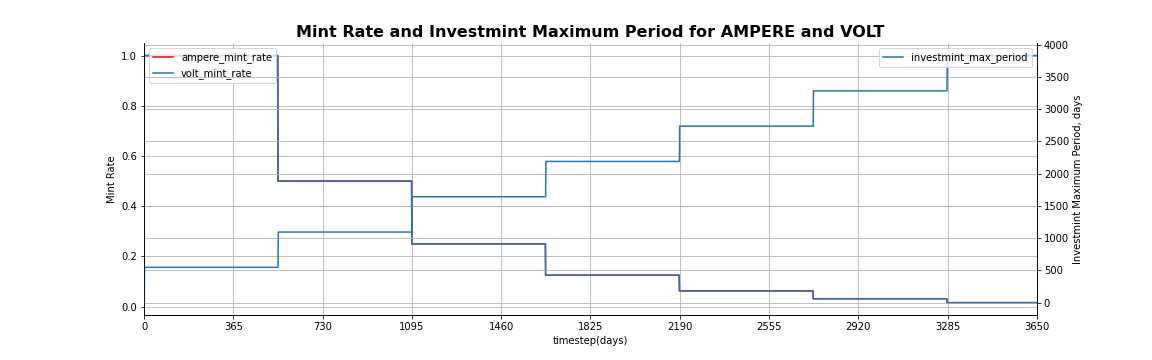 Mint Rate and Investmint Maximum Period for AMPERE and VOLT
ampere_mint_rate
volt_mint_rate
investmint_max_period
1.0
0.8
0.6
0.4
0.2
0.0
Mint Rate
4000
3500
3000
2500
2000
1500
1000
500
0
Investmint Maximum Period, days
0 365 730 1095 1460 1825 2190 2555 2920 3285 3650
timestep(days)